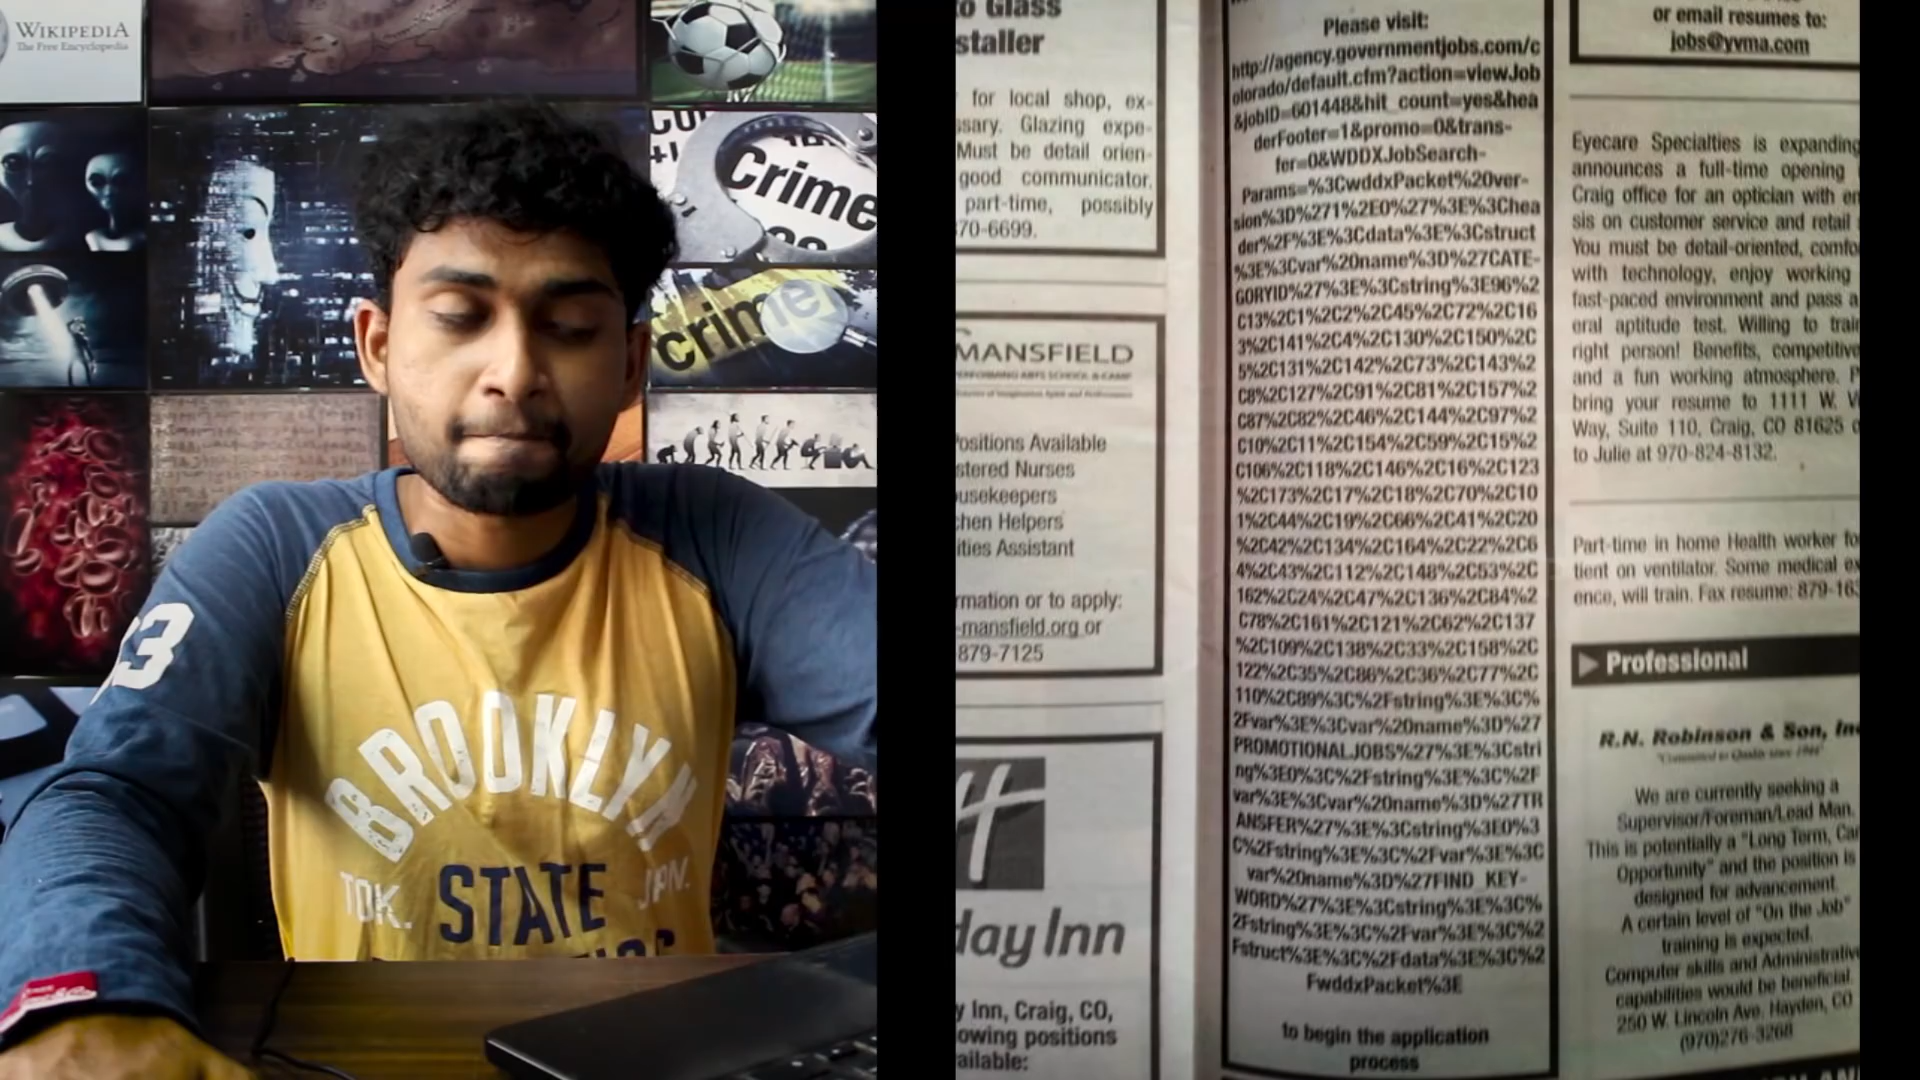 WIKIPEDIA
The Free Encyclopedia
Crime
crime
3
BROOKLYN
TOK.
STATE
JPN.
Glass
staller
for local shop, ex-
ssary. Glazing expe-
Must be detail orien-
good communicator.
part-time, possibly
70-6699.
MANSFIELD
PERFORMING ARTS SCHOOL & CAMP
Positions Available
stered Nurses
usekeepers
chen Helpers
ities Assistant
rmation or to apply:
-mansfield.org or
879-7125
H
day Inn
y Inn, Craig, CO,
owing positions
ailable:
Please visit:
http://agency.governmentjobs.com/c
olorado/default.cfm?action=viewJob
&jobID=601448&hit_count=yes&hea
derFooter=1&promo=0&trans-
fer=0&WDDXJobSearch-
Params=%3CwddxPacket%20ver-
sion%3D%271%2E0%27%3E%3Chea
der%2F%3E%3Cdata%3E%3Cstruct
%3E%3Cvar%20name%3D%27CATE-
GORYID%27%3E%3Cstring%3E96%2
C13%2C1%2C2%2C45%2C72%2C16
3%2C141%2C4%2C130%2C150%2C
5%2C131%2C142%2C73%2C143%2
C8%2C127%2C91%2C81%2C157%2
C87%2C82%2C46%2C144%2C97%2
C10%2C11%2C154%2C59%2C15%2
C106%2C118%2C146%2C16%2C123
%2C173%2C17%2C18%2C70%2C10
1%2C44%2C19%2C66%2C41%2C20
%2C42%2C134%2C164%2C22%2C6
4%2C43%2C112%2C148%2C53%2C
162%2C24%2C47%2C136%2C84%2
C78%2C161%2C121%2C62%2C137
%2C109%2C138%2C33%2C158%2C
122%2C35%2C86%2C36%2C77%2C
110%2C89%3C%2Fstring%3E%3C%
2Fvar%3E%3Cvar%20name%3D%27
PROMOTIONALJOBS%27%3E%3Cstri
ng%3E0%3C%2Fstring%3E%3C%2F
var%3E%3Cvar%20name%3D%27TR
ANSFER%27%3E%3Cstring%3E0%3
C%2Fstring%3E%3C%2Fvar%3E%3C
var%20name%3D%27FIND_KEY-
WORD%27%3E%3Cstring%3E%3C%
2Fstring%3E%3C%2Fvar%3E%3C%2
Fstruct%3E%3C%2Fdata%3E%3C%2
FwddxPacket%3E
to begin the application
process
or email resumes to:
jobs@yvma.com
Eyecare Specialties is expanding
announces a full-time opening
Craig office for an optician with em
sis on customer service and retail
You must be detail-oriented, comfo
with technology, enjoy working
fast-paced environment and pass a
eral aptitude test. Willing to train
right person! Benefits, competitive
and a fun working atmosphere. P
bring your resume to 1111 W. V
Way, Suite 110, Craig, CO 81625 o
to Julie at 970-824-8132.
Part-time in home Health worker fo
tient on ventilator. Some medical ex
ence, will train. Fax resume: 879-163
Professional
R.N. Robinson & Son, Inc
We are currently seeking a
Supervisor/Foreman/Lead Man.
This is potentially a "Long Term, Car
Opportunity" and the position is
designed for advancement.
A certain level of "On the Job"
training is expected.
Computer skills and Administrative
capabilities would be beneficial.
250 W. Lincoln Ave. Hayden, CO
(970)276-3268